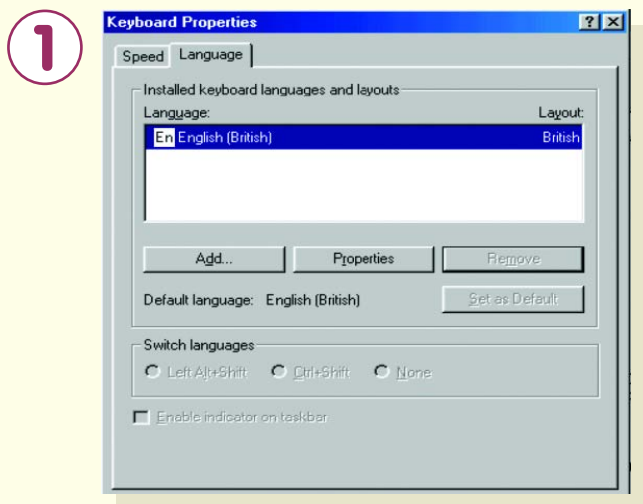 1
Keyboard Properties
Speed Language
Installed keyboard languages and layouts
Language: Layout:
En English (British) British
Add... Properties Remove
Default language: English (British) Set as Default
Switch languages
Left Alt+Shift Ctrl+Shift None
Enable indicator on taskbar